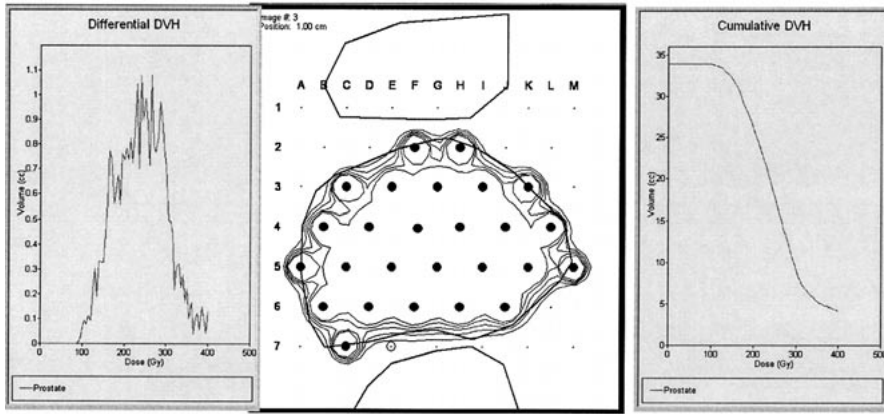 Differential DVH
1.1
1
0.9
0.8
0.7
0.6
0.5
0.4
0.3
0.2
0.1
0
Volume (cc)
0 100 200 300 400 500
Dose (Gy)
Prostate
mage #: 3
Position: 1.00 cm
A B C D E F G H I J K L M
1
2
3
4
5
6
7
Cumulative DVH
35
30
25
20
15
10
5
0
Volume (cc)
0 100 200 300 400 500
Dose (Gy)
Prostate